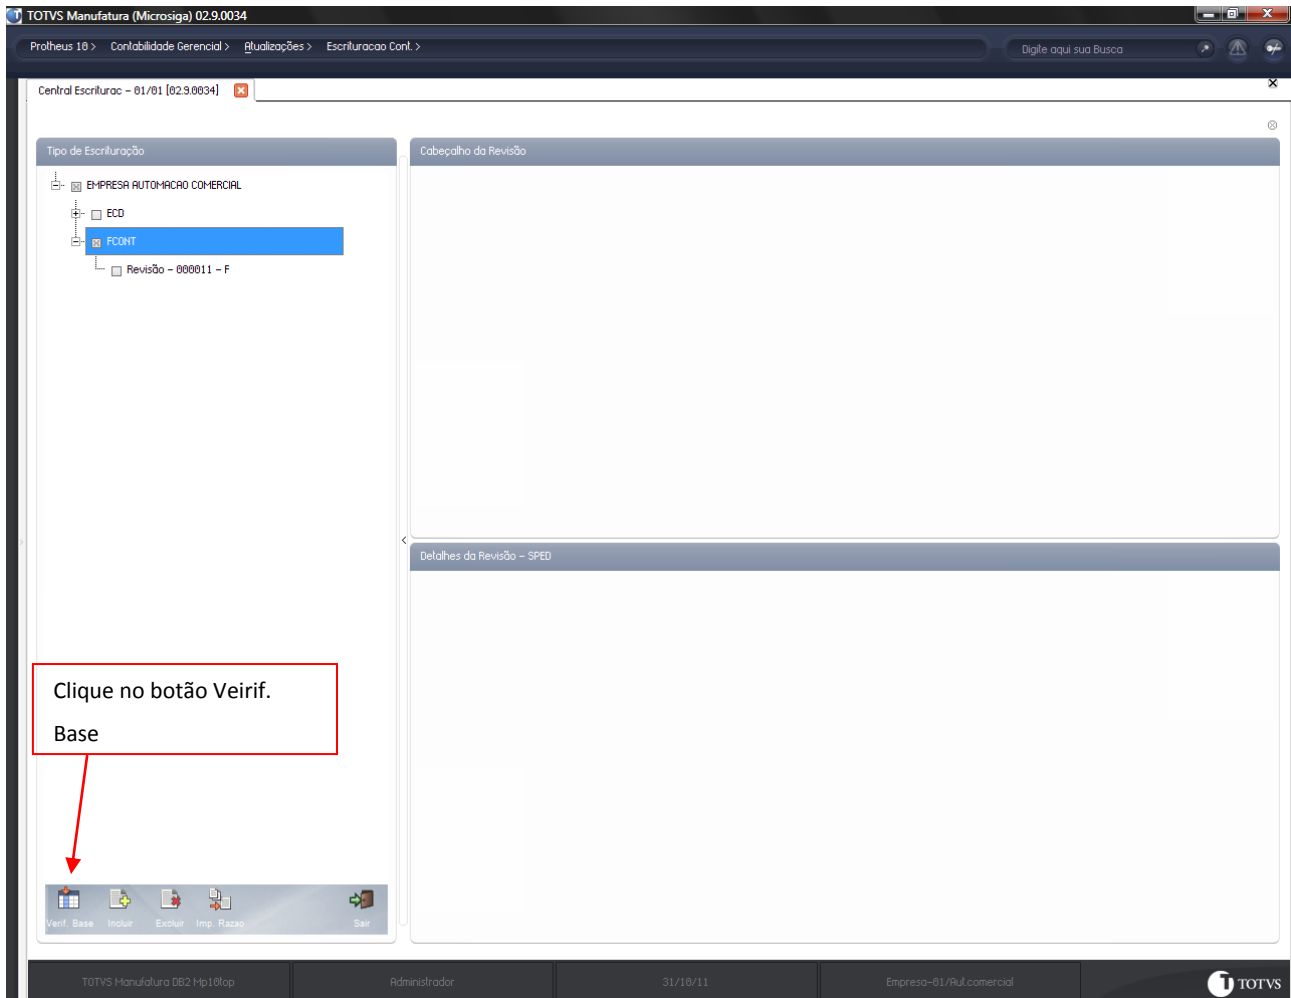 TOTVS Manufatura (Microsiga) 02.9.0034
Protheus 10 > Contabilidade Gerencial > Atualizações > Escrituracao Cont. >
Digite aqui sua Busca
Central Escriturac - 01/01 [02.9.0034]
Tipo de Escrituração
Cabeçalho da Revisão
EMPRESA AUTOMACAO COMERCIAL
ECD
FCONT
Revisão - 000011 - F
Detalhes da Revisão - SPED
Clique no botão Veirif.
Base
Verif. Base Incluir Excluir Imp. Razao Sair
TOTVS Manufatura DB2 Mp10top
Administrador
31/10/11
Empresa-01/Aut.comercial
TOTVS